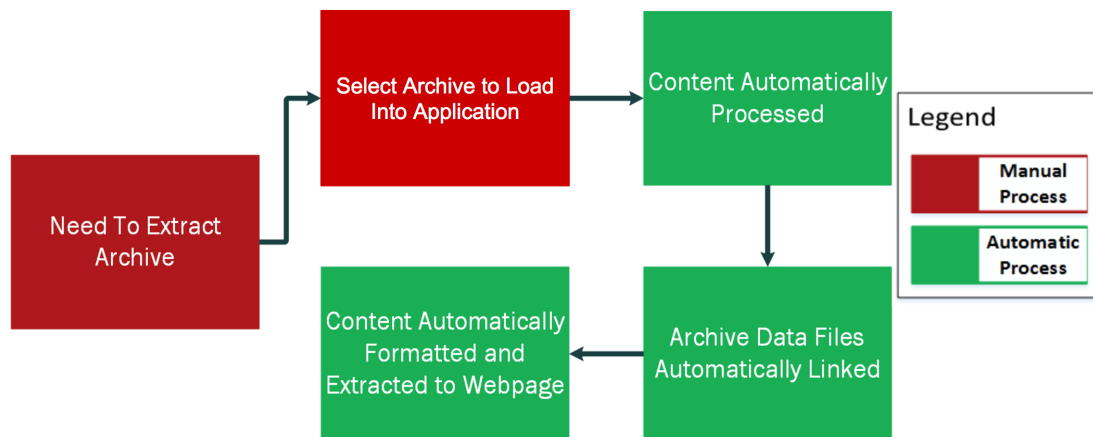 Need To Extract
Archive
Select Archive to Load
Into Application
Content Automatically
Processed
Archive Data Files
Automatically Linked
Content Automatically
Formatted and
Extracted to Webpage
Legend
Manual
Process
Automatic
Process